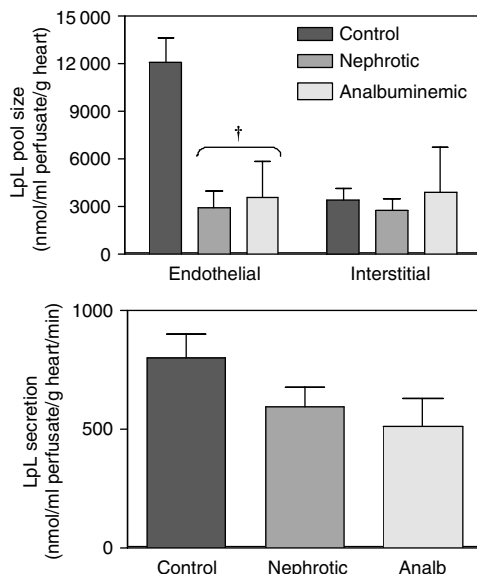 LpL pool size
(nmol/ml perfusate/g heart)
15 000
12 000
9000
6000
3000
0
Control
Nephrotic
Analbuminemic
†
Endothelial Interstitial
LpL secretion
(nmol/ml perfusate/g heart/min)
1000
500
0
Control Nephrotic Analb